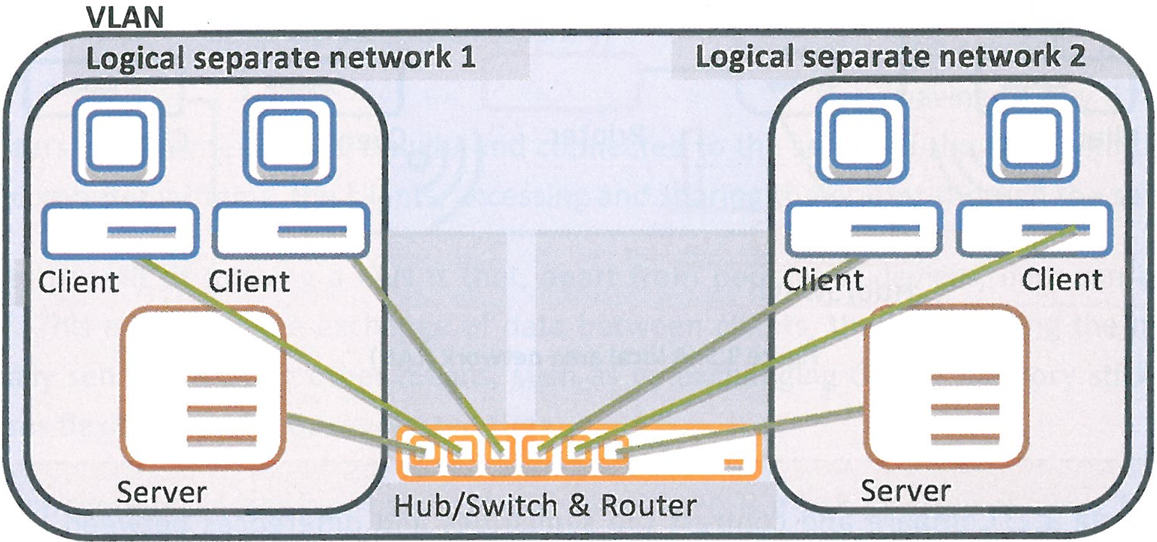 VLAN
Logical separate network 1
Logical separate network 2
Client
Client
Client
Client
Server
Server
Hub/Switch & Router